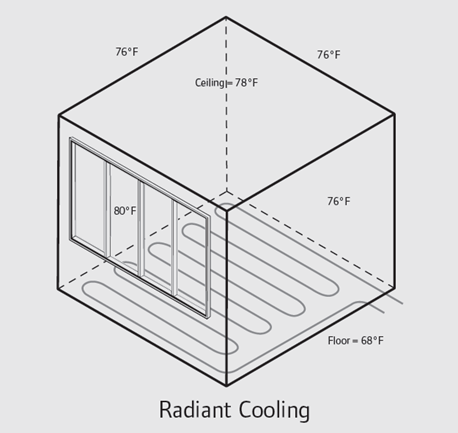 76°F
76°F
Ceiling = 78°F
76°F
80°F
Floor = 68°F
Radiant Cooling